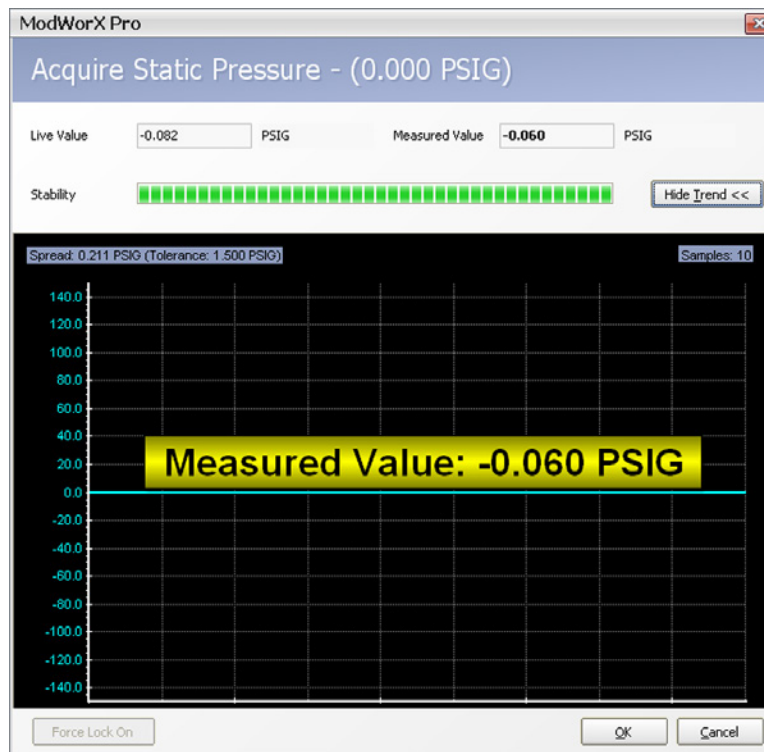 ModWorX Pro
Acquire Static Pressure - (0.000 PSIG)
Live Value -0.082 PSIG Measured Value -0.060 PSIG
Stability Hide Trend <<
Spread: 0.211 PSIG (Tolerance: 1.500 PSIG) Samples: 10
140.0
120.0
100.0
80.0
60.0
40.0
Measured Value: -0.060 PSIG
20.0
0.0
-20.0
-40.0
-60.0
-80.0
-100.0
-120.0
-140.0
Force Lock On OK Cancel